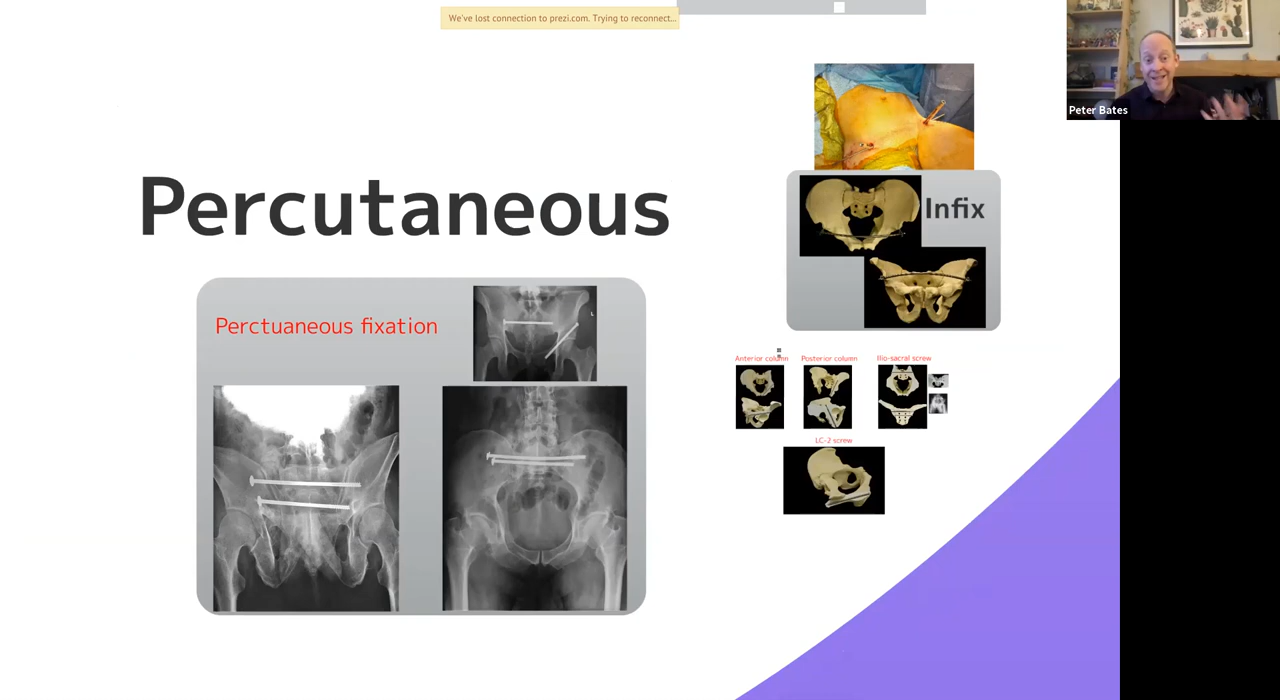 We've lost connection to prezi.com. Trying to reconnect...
Peter Bates
Percutaneous
Infix
Perctuaneous fixation
Anterior column
Posterior column
Ilio-sacral screw
LC-2 screw
L